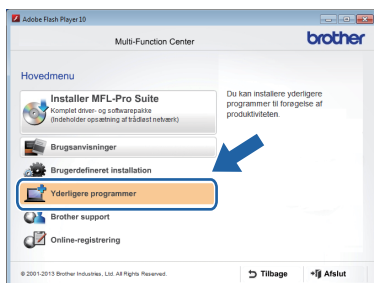 Adobe Flash Player 10
Multi-Function Center
brother
Hovedmenu
Installer MFL-Pro Suite
Komplet driver- og softwarepakke
(Indeholder opsætning af trådløst netværk)
Du kan installere yderligere
programmer til forøgelse af
produktiviteten.
Brugsanvisninger
Brugerdefineret installation
Yderligere programmer
Brother support
Online-registrering
© 2001-2013 Brother Industries, Ltd. All Rights Reserved.
Tilbage
Afslut